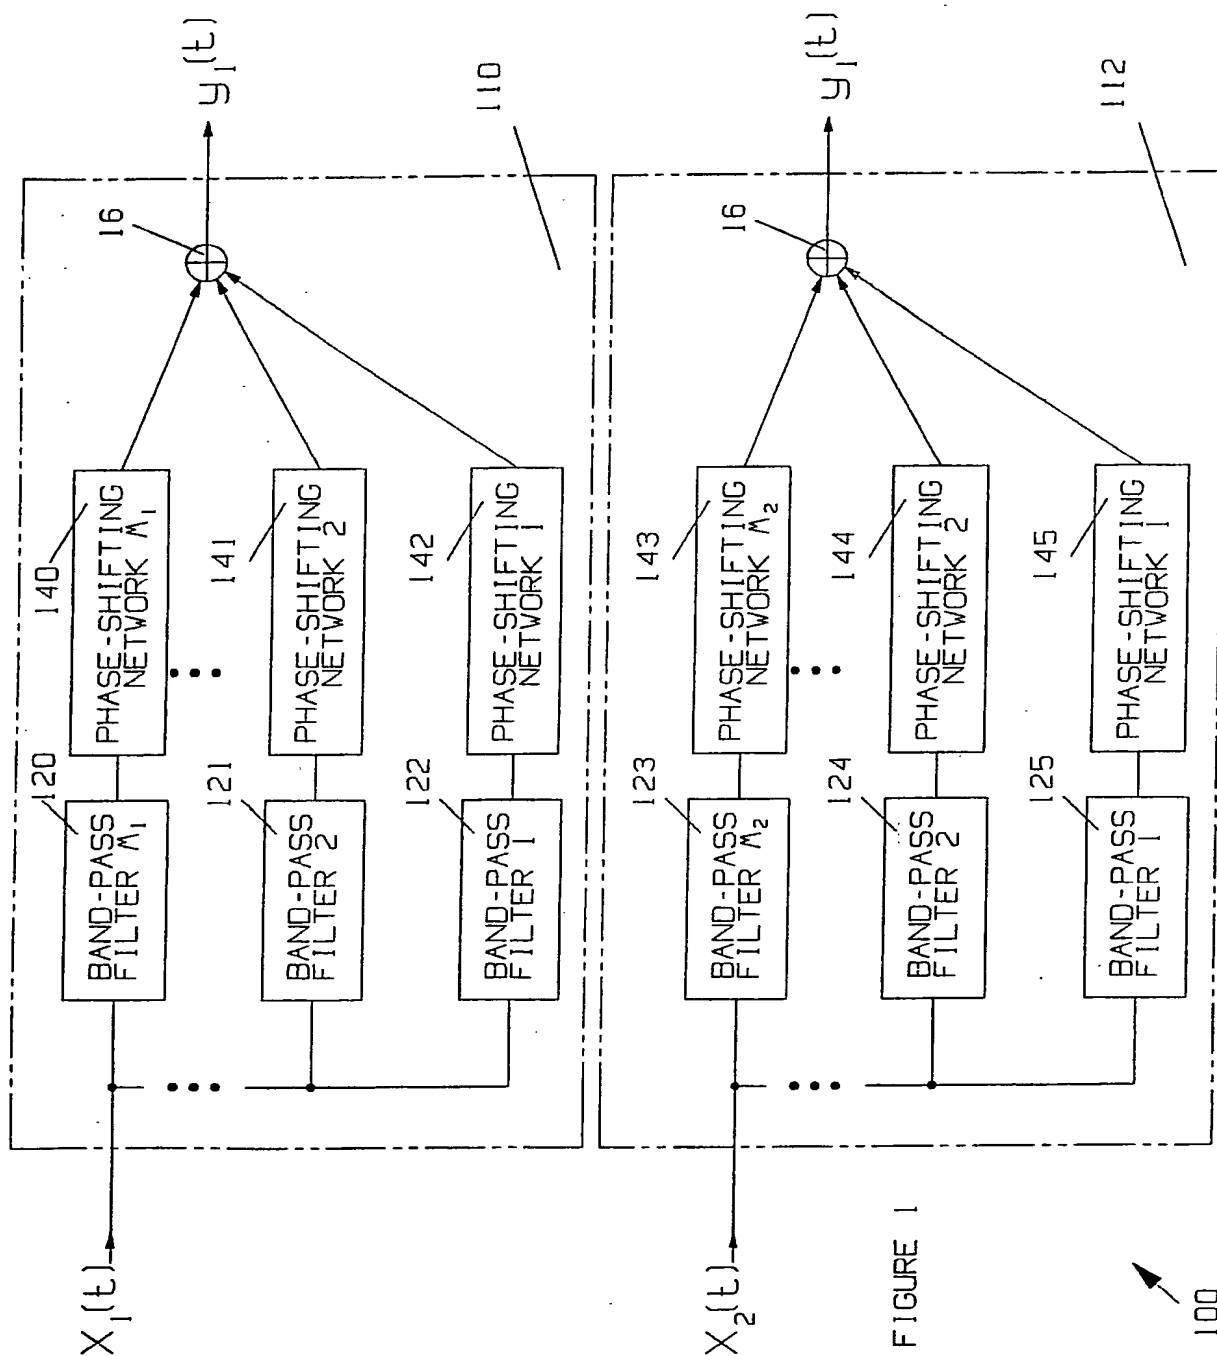 X₁(t)
120
BAND-PASS
FILTER M₁
140
PHASE-SHIFTING
NETWORK M₁
16
y₁(t)
121
BAND-PASS
FILTER 2
141
PHASE-SHIFTING
NETWORK 2
122
BAND-PASS
FILTER 1
142
PHASE-SHIFTING
NETWORK 1
110
X₂(t)
123
BAND-PASS
FILTER M₂
143
PHASE-SHIFTING
NETWORK M₂
16
y₁(t)
124
BAND-PASS
FILTER 2
144
PHASE-SHIFTING
NETWORK 2
125
BAND-PASS
FILTER 1
145
PHASE-SHIFTING
NETWORK 1
112
FIGURE 1
100